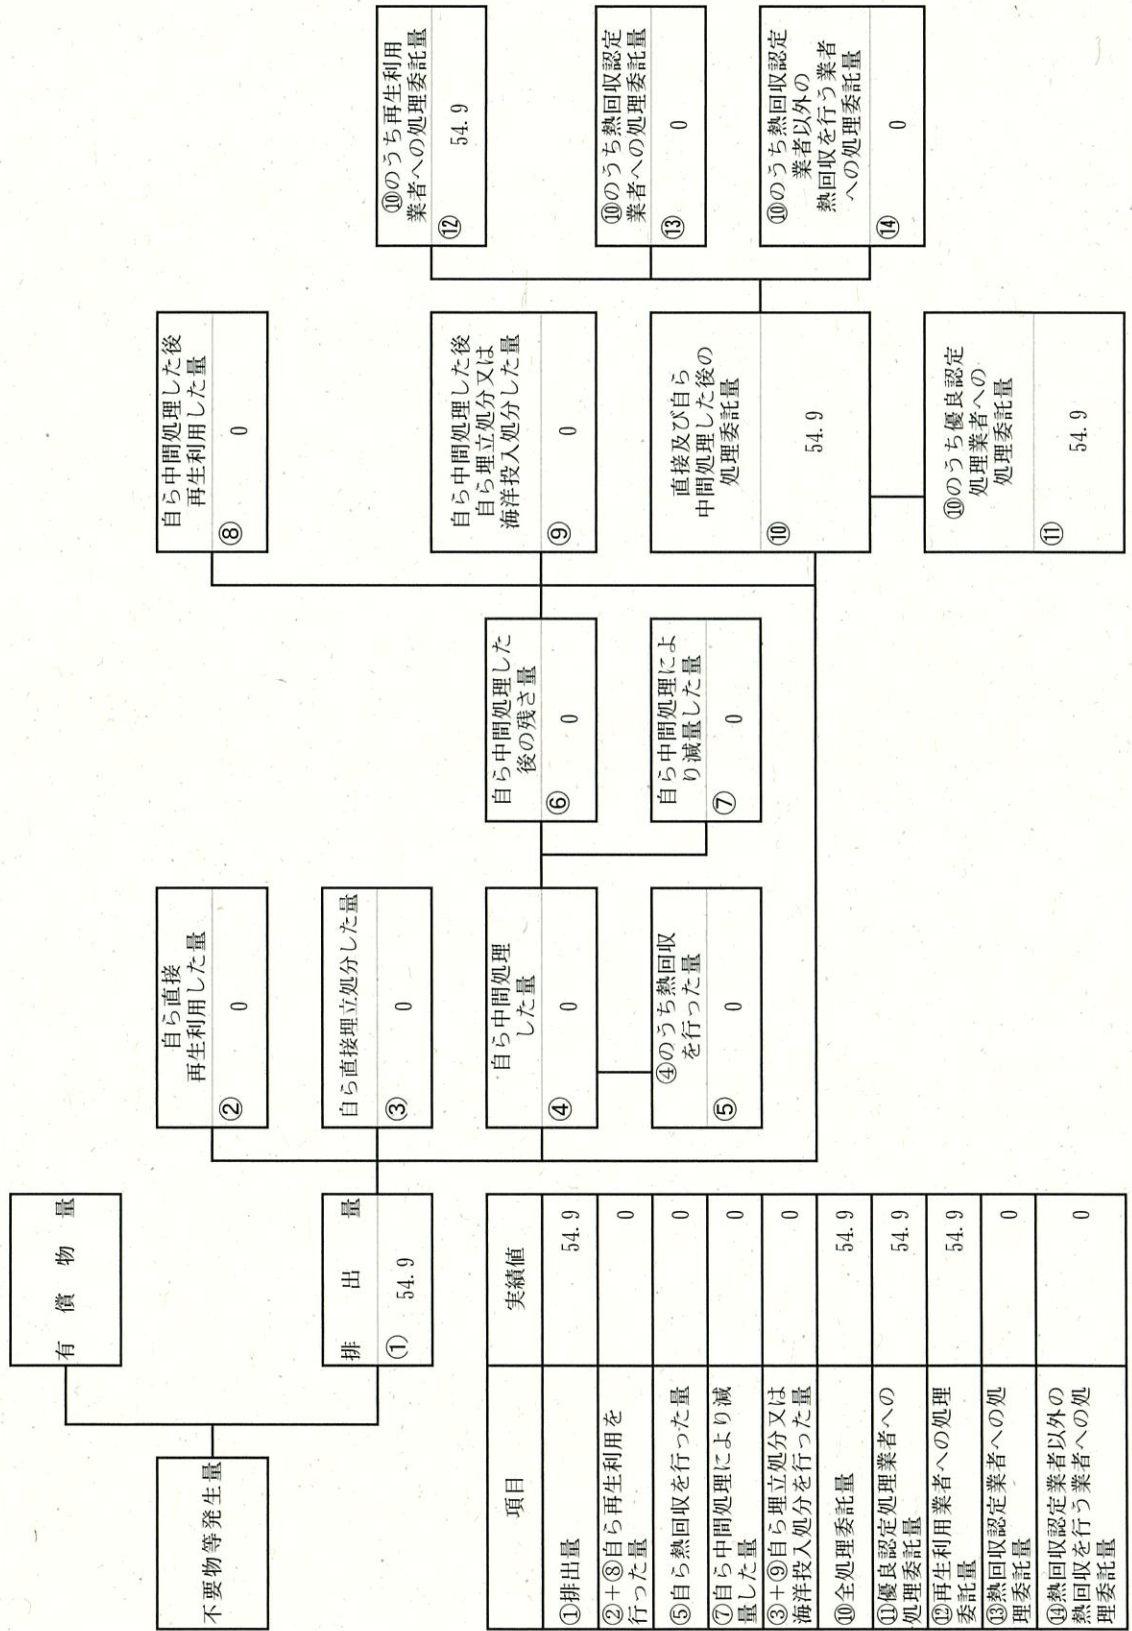 不要物等発生量
有償物量
排出量
① 54.9
自ら直接
再生利用した量
② 0
自ら直接埋立処分した量
③ 0
自ら中間処理
した量
④ 0
④のうち熱回収
を行った量
⑤ 0
自ら中間処理した
後の残さ量
⑥ 0
自ら中間処理によ
り減量した量
⑦ 0
自ら中間処理した後
再生利用した量
⑧ 0
自ら中間処理した後
自ら埋立処分又は
海洋投入処分した量
⑨ 0
直接及び自ら
中間処理した後の
処理委託量
⑩ 54.9
⑩のうち優良認定
処理業者への
処理委託量
⑪ 54.9
⑩のうち再生利用
業者への処理委託量
⑫ 54.9
⑩のうち熱回収認定
業者への処理委託量
⑬ 0
⑩のうち熱回収認定
業者以外の
熱回収を行う業者
への処理委託量
⑭ 0
項目 実績値
①排出量 54.9
②+⑧自ら再生利用を
行った量 0
⑤自ら熱回収を行った量 0
⑦自ら中間処理により減
量した量 0
③+⑨自ら埋立処分又は
海洋投入処分を行った量 0
⑩全処理委託量 54.9
⑪優良認定処理業者への
処理委託量 54.9
⑫再生利用業者への処理
委託量 54.9
⑬熱回収認定業者への処
理委託量 0
⑭熱回収認定業者以外の
熱回収を行う業者への処
理委託量 0